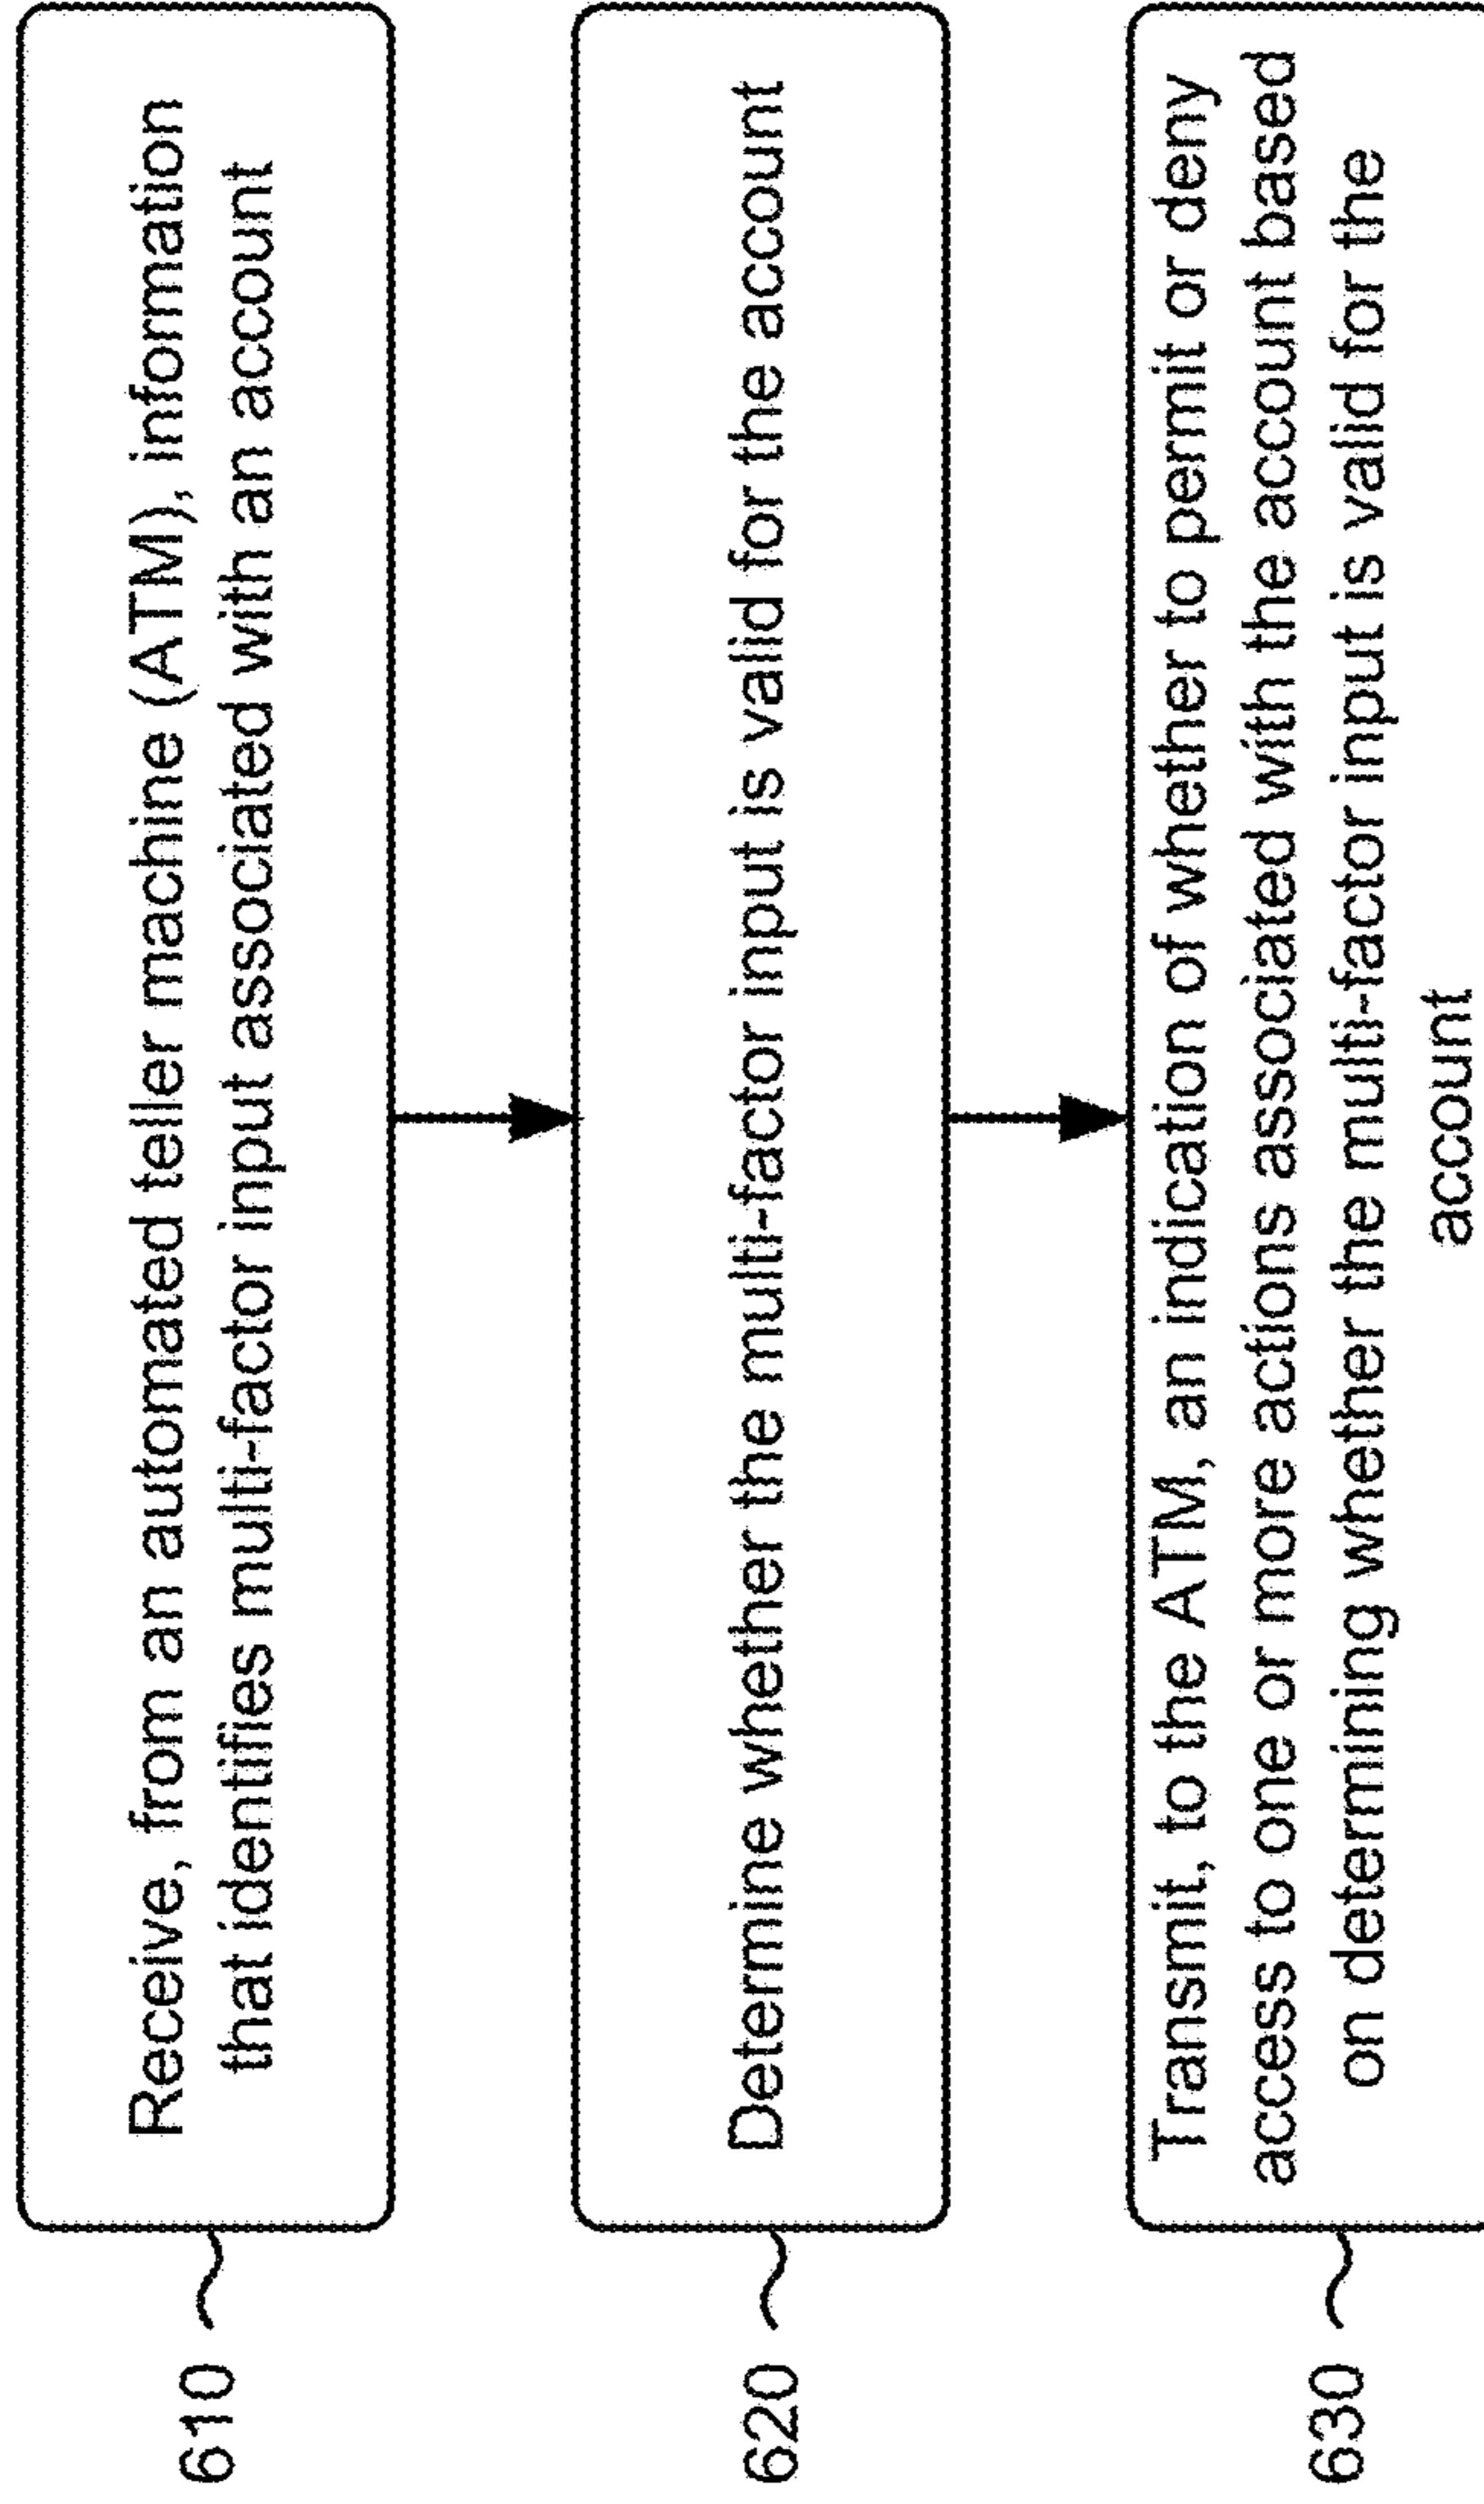 610
Receive, from an automated teller machine (ATM), information
that identifies multi-factor input associated with an account
620
Determine whether the multi-factor input is valid for the account
630
Transmit, to the ATM, an indication of whether to permit or deny
access to one or more actions associated with the account based
on determining whether the multi-factor input is valid for the
account